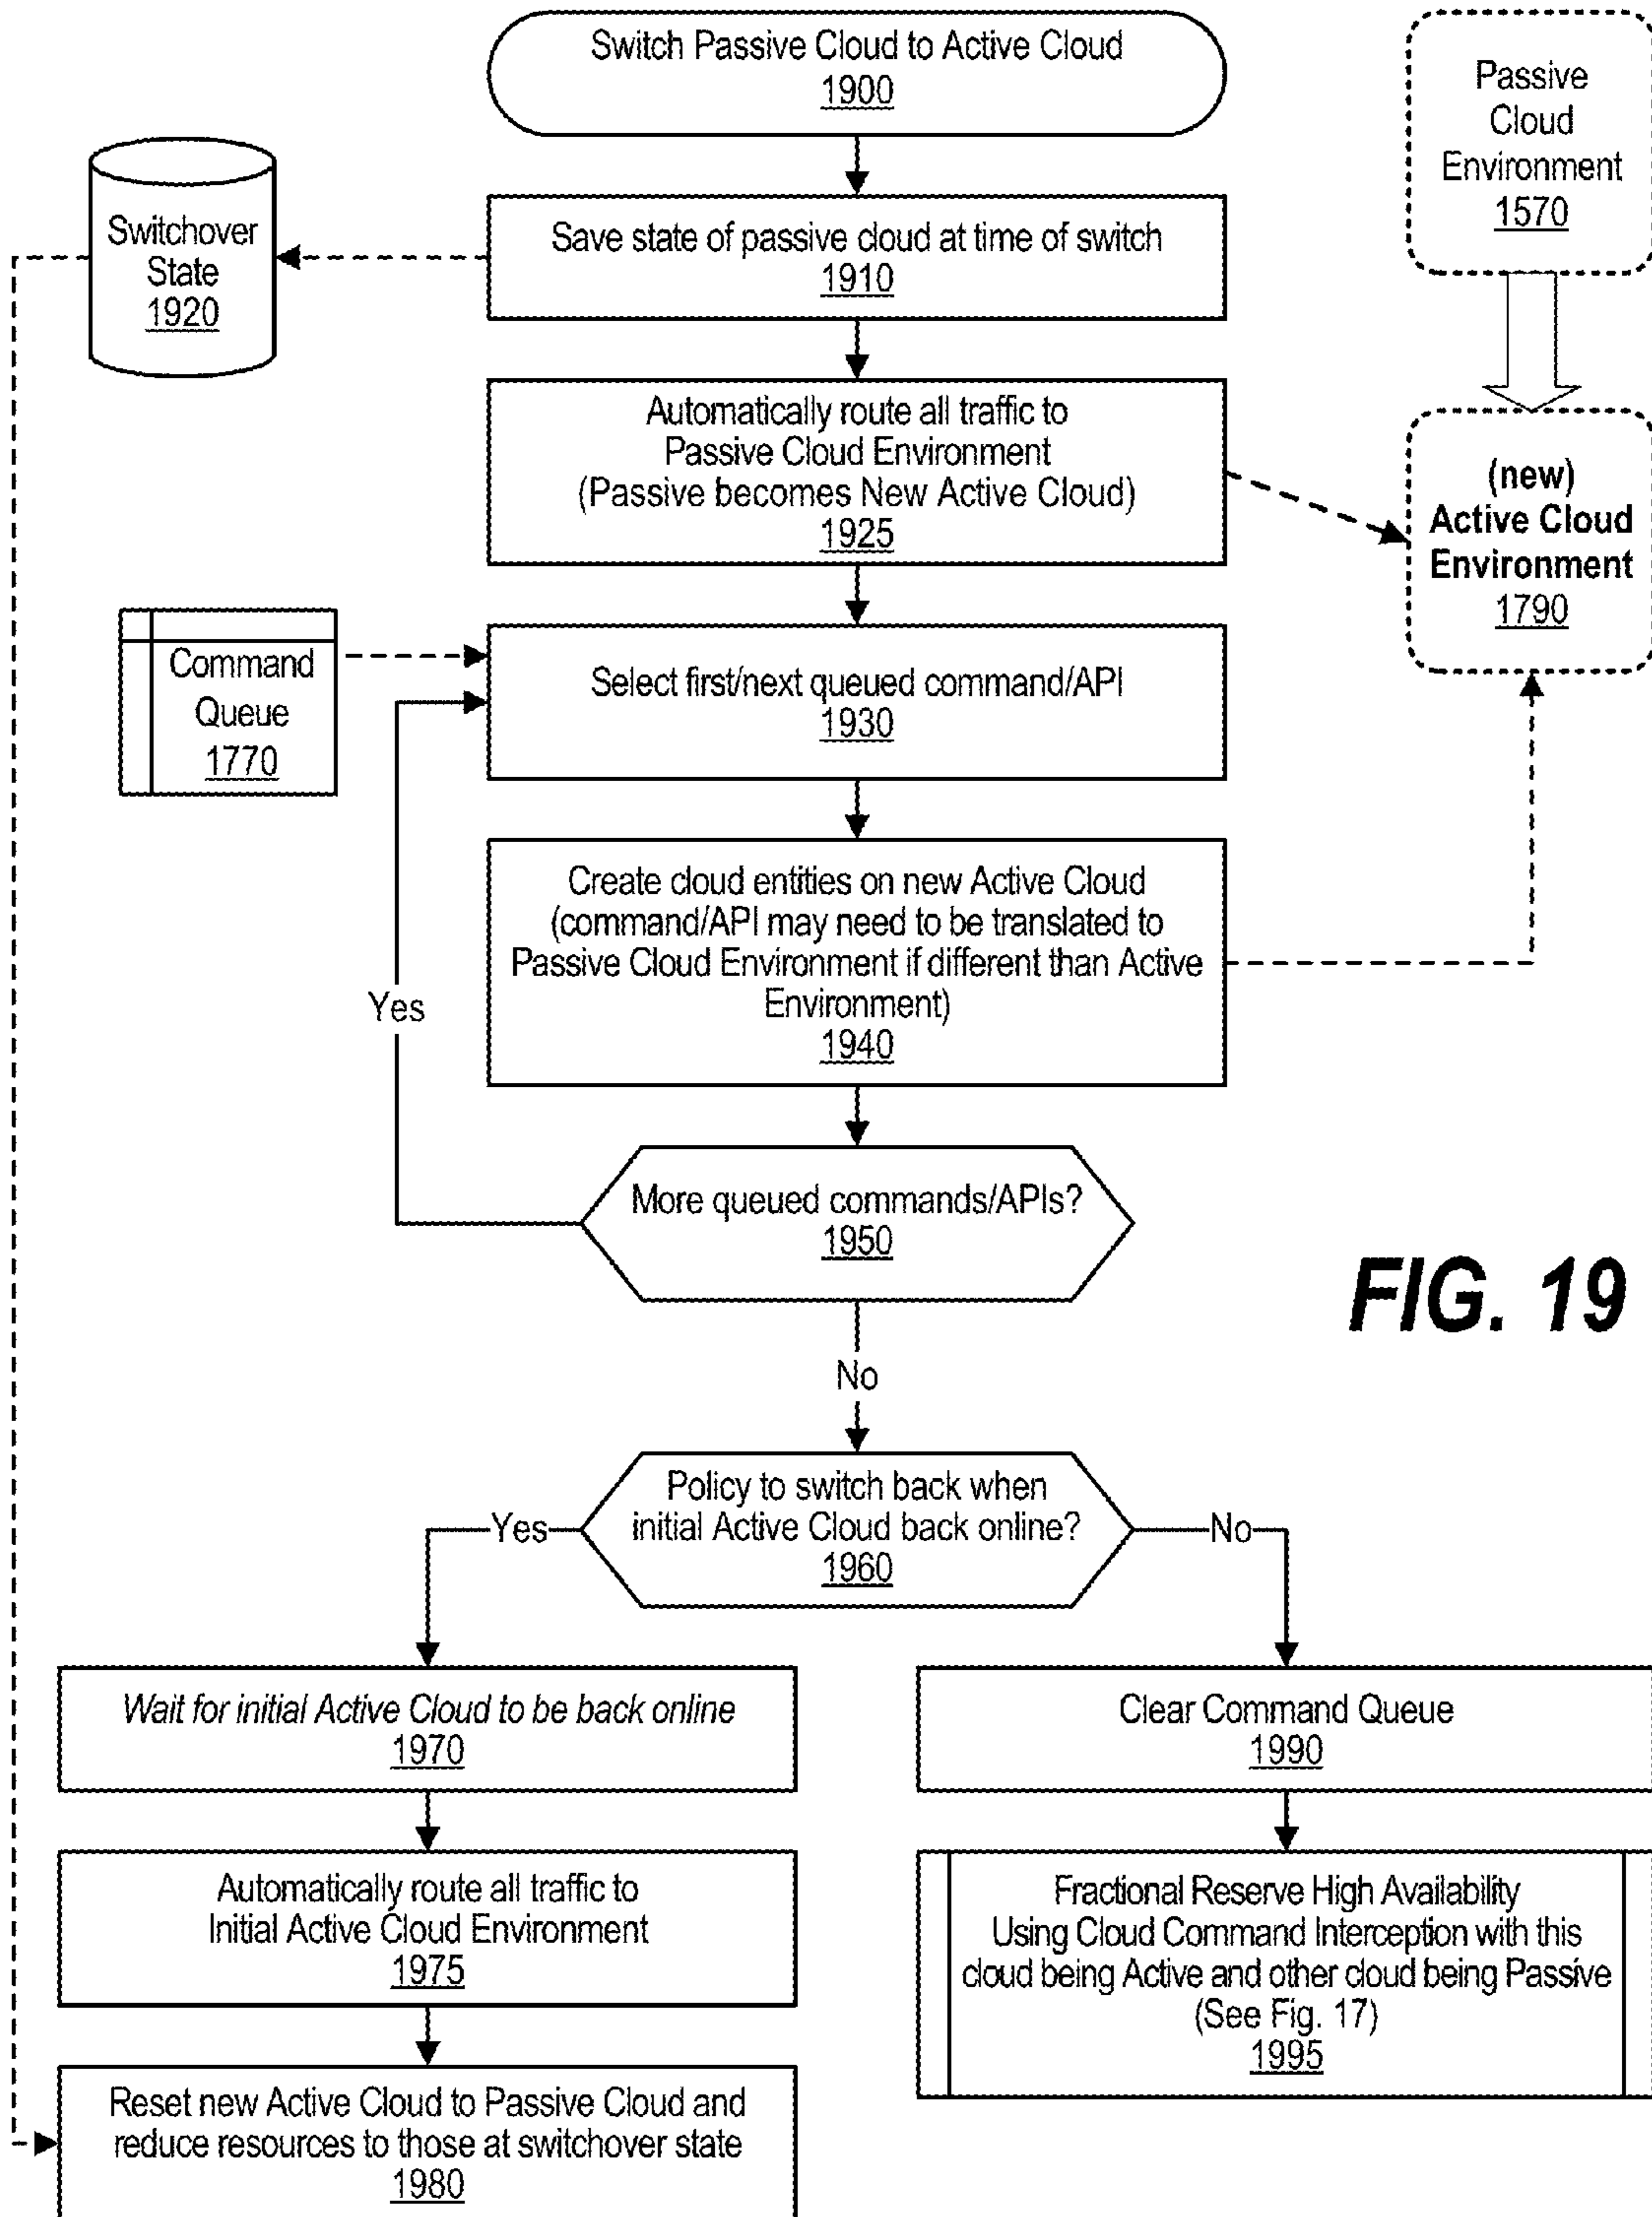 Switch Passive Cloud to Active Cloud
1900
Passive
Cloud
Environment
1570
Switchover
State
1920
Save state of passive cloud at time of switch
1910
Automatically route all traffic to
Passive Cloud Environment
(Passive becomes New Active Cloud)
1925
(new)
Active Cloud
Environment
1790
Command
Queue
1770
Select first/next queued command/API
1930
Create cloud entities on new Active Cloud
(command/API may need to be translated to
Passive Cloud Environment if different than Active
Environment)
1940
Yes
More queued commands/APIs?
1950
FIG. 19
No
Policy to switch back when
initial Active Cloud back online?
1960
Yes
No
Wait for initial Active Cloud to be back online
1970
Clear Command Queue
1990
Automatically route all traffic to
Initial Active Cloud Environment
1975
Fractional Reserve High Availability
Using Cloud Command Interception with this
cloud being Active and other cloud being Passive
(See Fig. 17)
1995
Reset new Active Cloud to Passive Cloud and
reduce resources to those at switchover state
1980